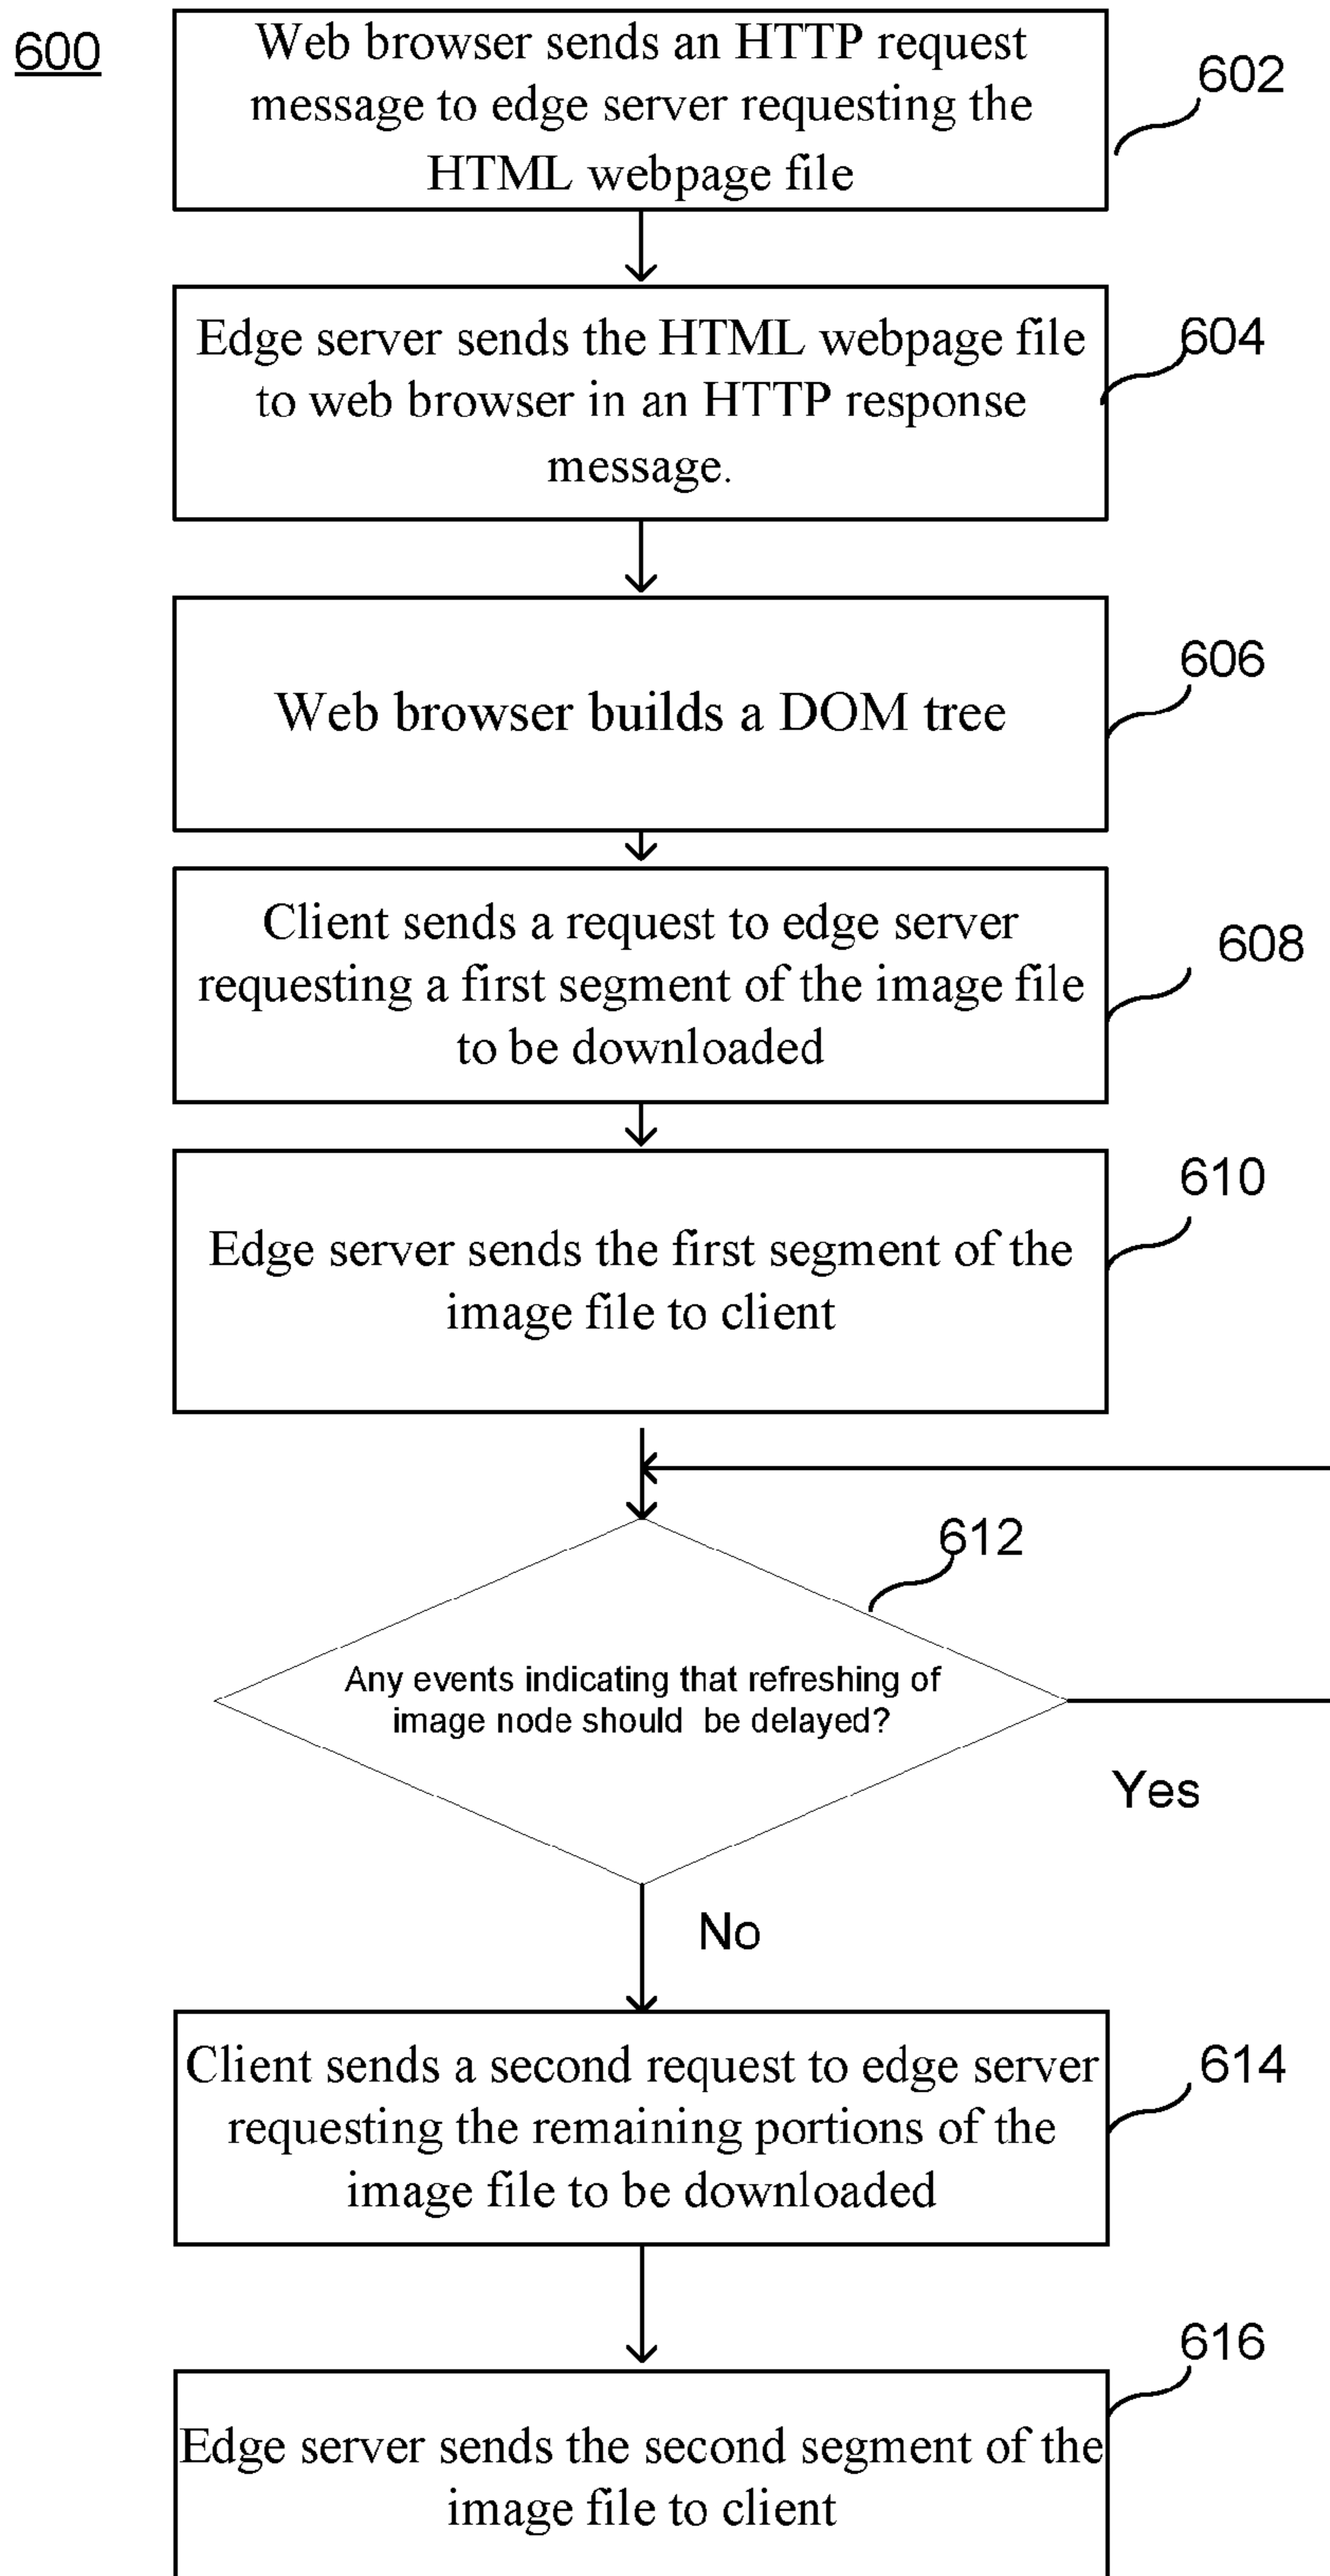 600
Web browser sends an HTTP request
message to edge server requesting the
HTML webpage file
602
Edge server sends the HTML webpage file
to web browser in an HTTP response
message.
604
Web browser builds a DOM tree
606
Client sends a request to edge server
requesting a first segment of the image file
to be downloaded
608
Edge server sends the first segment of the
image file to client
610
612
Any events indicating that refreshing of
image node should be delayed?
Yes
No
Client sends a second request to edge server
requesting the remaining portions of the
image file to be downloaded
614
Edge server sends the second segment of the
image file to client
616